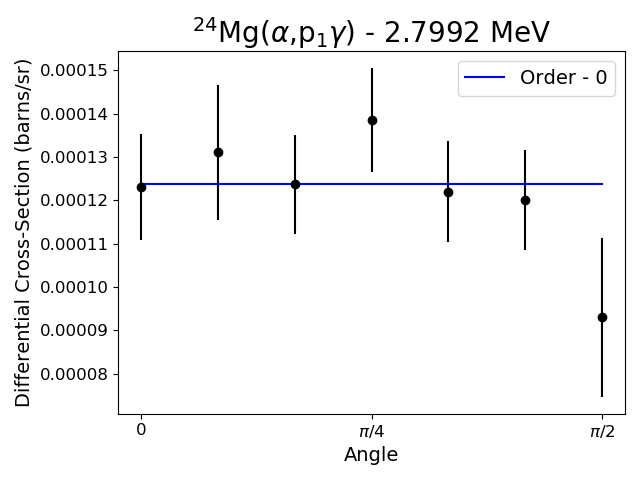 ²⁴Mg(α,p₁γ) - 2.7992 MeV
Order - 0
Differential Cross-Section (barns/sr)
0.00015
0.00014
0.00013
0.00012
0.00011
0.00010
0.00009
0.00008
0
π/4
π/2
Angle